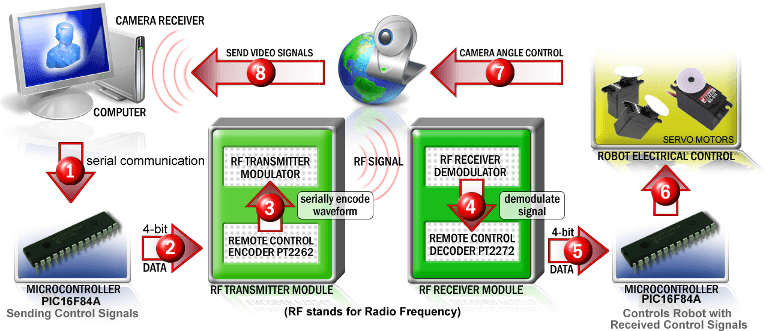 CAMERA RECEIVER
COMPUTER
SEND VIDEO SIGNALS
8
CAMERA ANGLE CONTROL
7
1
serial communication
RF TRANSMITTER
MODULATOR
3
serially encode
waveform
REMOTE CONTROL
ENCODER PT2262
RF TRANSMITTER MODULE
RF SIGNAL
RF RECEIVER
DEMODULATOR
4
demodulate
signal
REMOTE CONTROL
DECODER PT2272
RF RECEIVER MODULE
SERVO MOTORS
ROBOT ELECTRICAL CONTROL
6
4-bit
2
DATA
4-bit
5
DATA
MICROCONTROLLER
PIC16F84A
Sending Control Signals
MICROCONTROLLER
PIC16F84A
Controls Robot with
Received Control Signals
(RF stands for Radio Frequency)